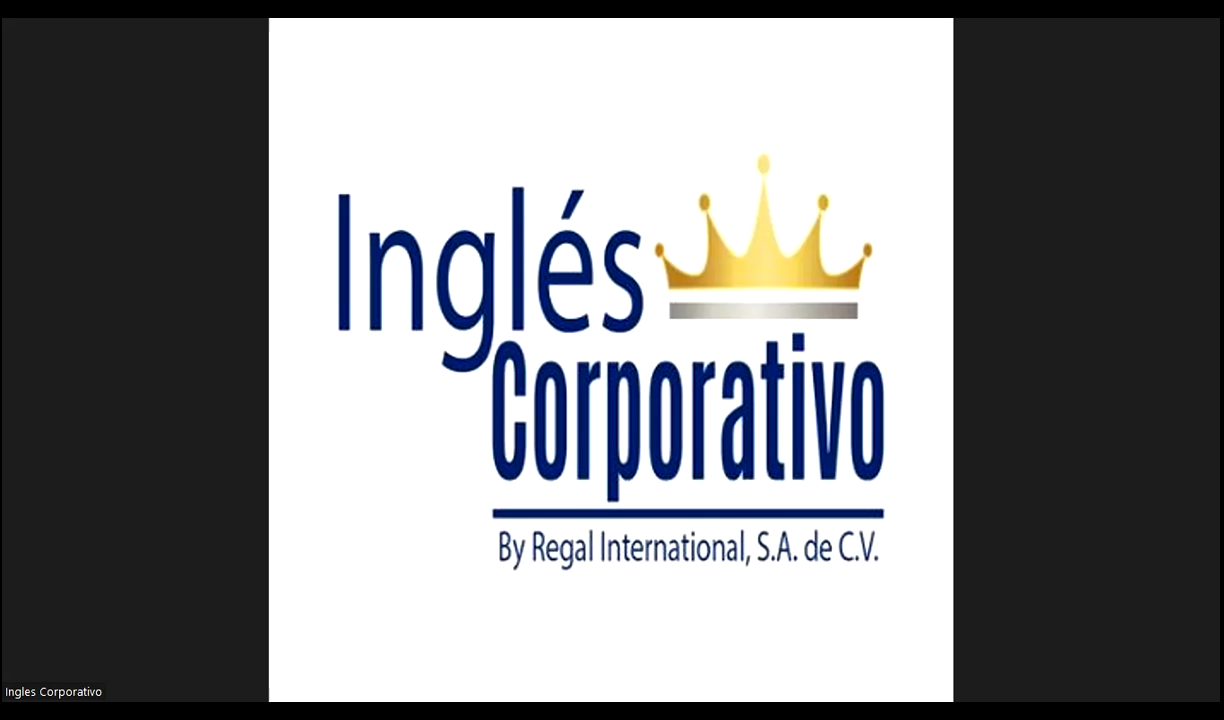 Inglés
Corporativo
By Regal International, S.A. de C.V.
Ingles Corporativo